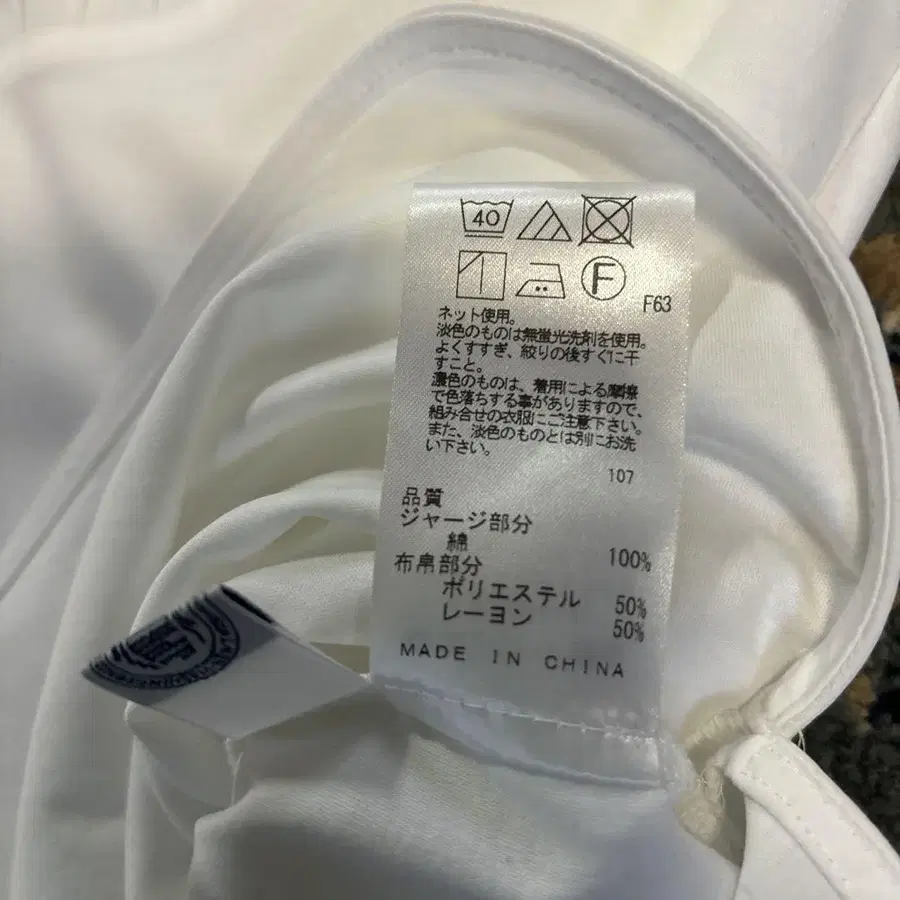 40
F
F63
ネット使用。
淡色のものは無蛍光洗剤を使用。
よくすすぎ、絞りの後すぐに干
すこと。
濃色のものは、着用による摩擦
で色落ちする事がありますので、
組み合せの衣服にご注意下さい。
また、淡色のものとは別にお洗
い下さい。
107
品質
ジャージ部分
綿 100%
布帛部分
ポリエステル 50%
レーヨン 50%
MADE IN CHINA